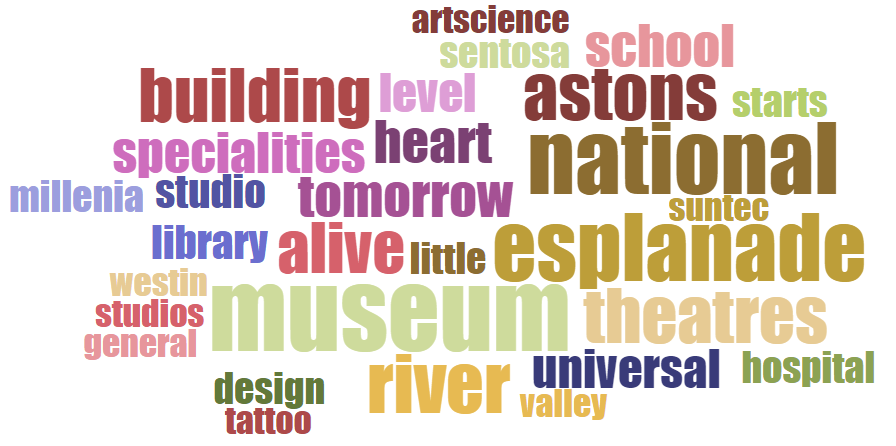 artscience
sentosa school
building level astons starts
specialities heart national
millenia studio tomorrow suntec
library alive little esplanade
westin museum theatres
studios
general
design river universal hospital
tattoo valley